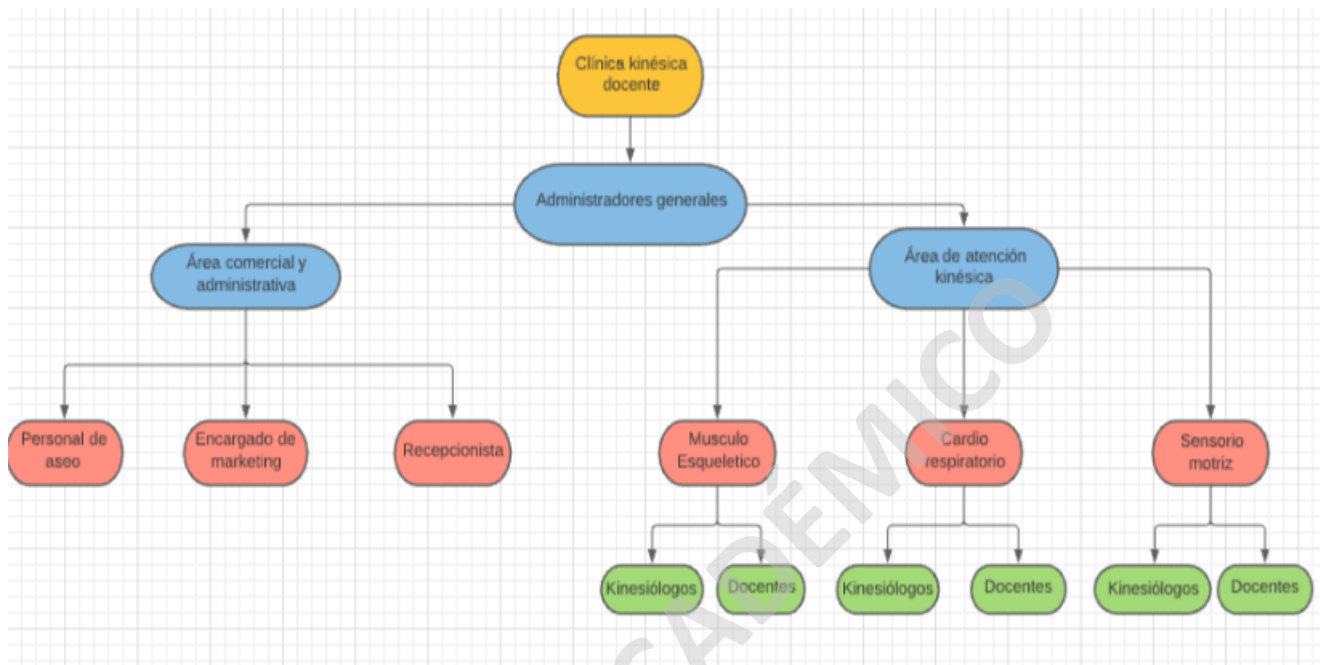 Clínica kinésica
docente
Administradores generales
Área comercial y
administrativa
Área de atención
kinésica
Personal de
aseo
Encargado de
marketing
Recepcionista
Musculo
Esqueletico
Cardio
respiratorio
Sensorio
motriz
Kinesiólogos
Docentes
Kinesiólogos
Docentes
Kinesiólogos
Docentes
CADÉMICO